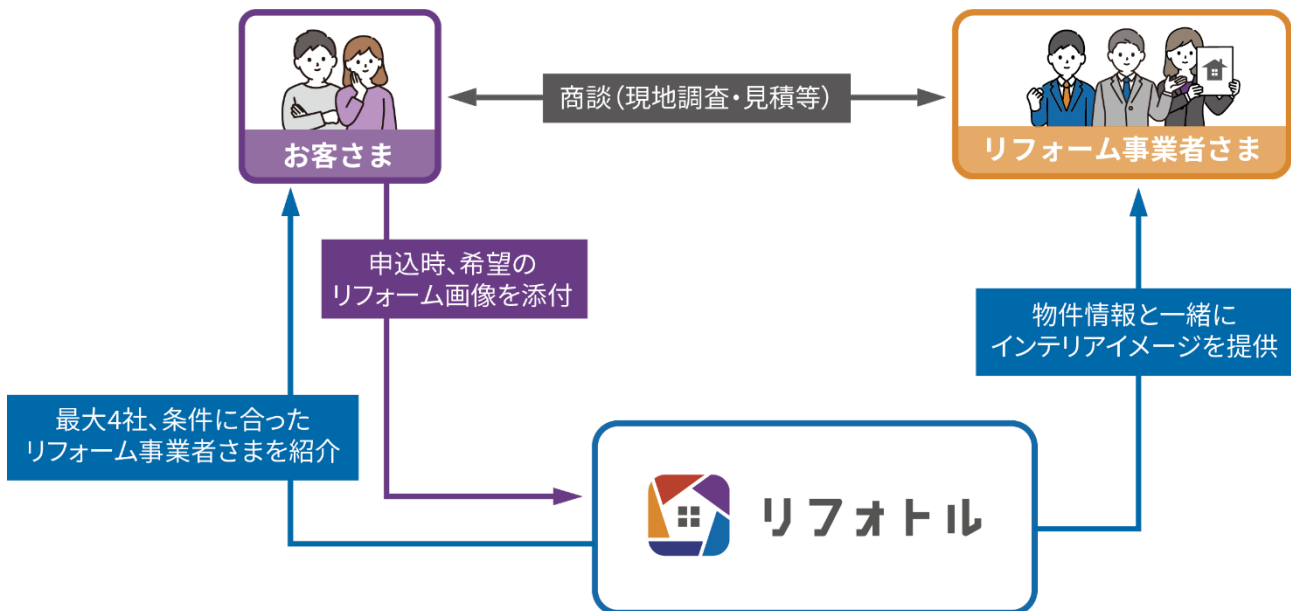 商談（現地調査・見積等）
お客さま
リフォーム事業者さま
申込時、希望の
リフォーム画像を添付
物件情報と一緒に
インテリアイメージを提供
最大4社、条件に合った
リフォーム事業者さまを紹介
リフォトル